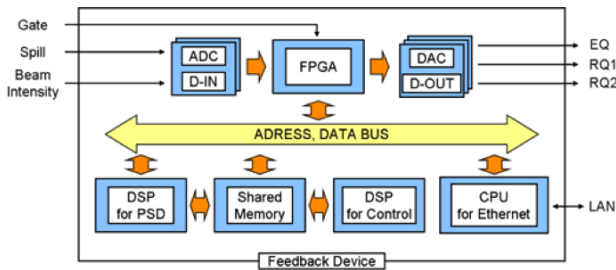 Gate
Spill
Beam
Intensity
ADC
D-IN
FPGA
DAC
D-OUT
EQ
RQ1
RQ2
ADRESS, DATA BUS
DSP
for PSD
Shared
Memory
DSP
for Control
CPU
for Ethernet
LAN
Feedback Device